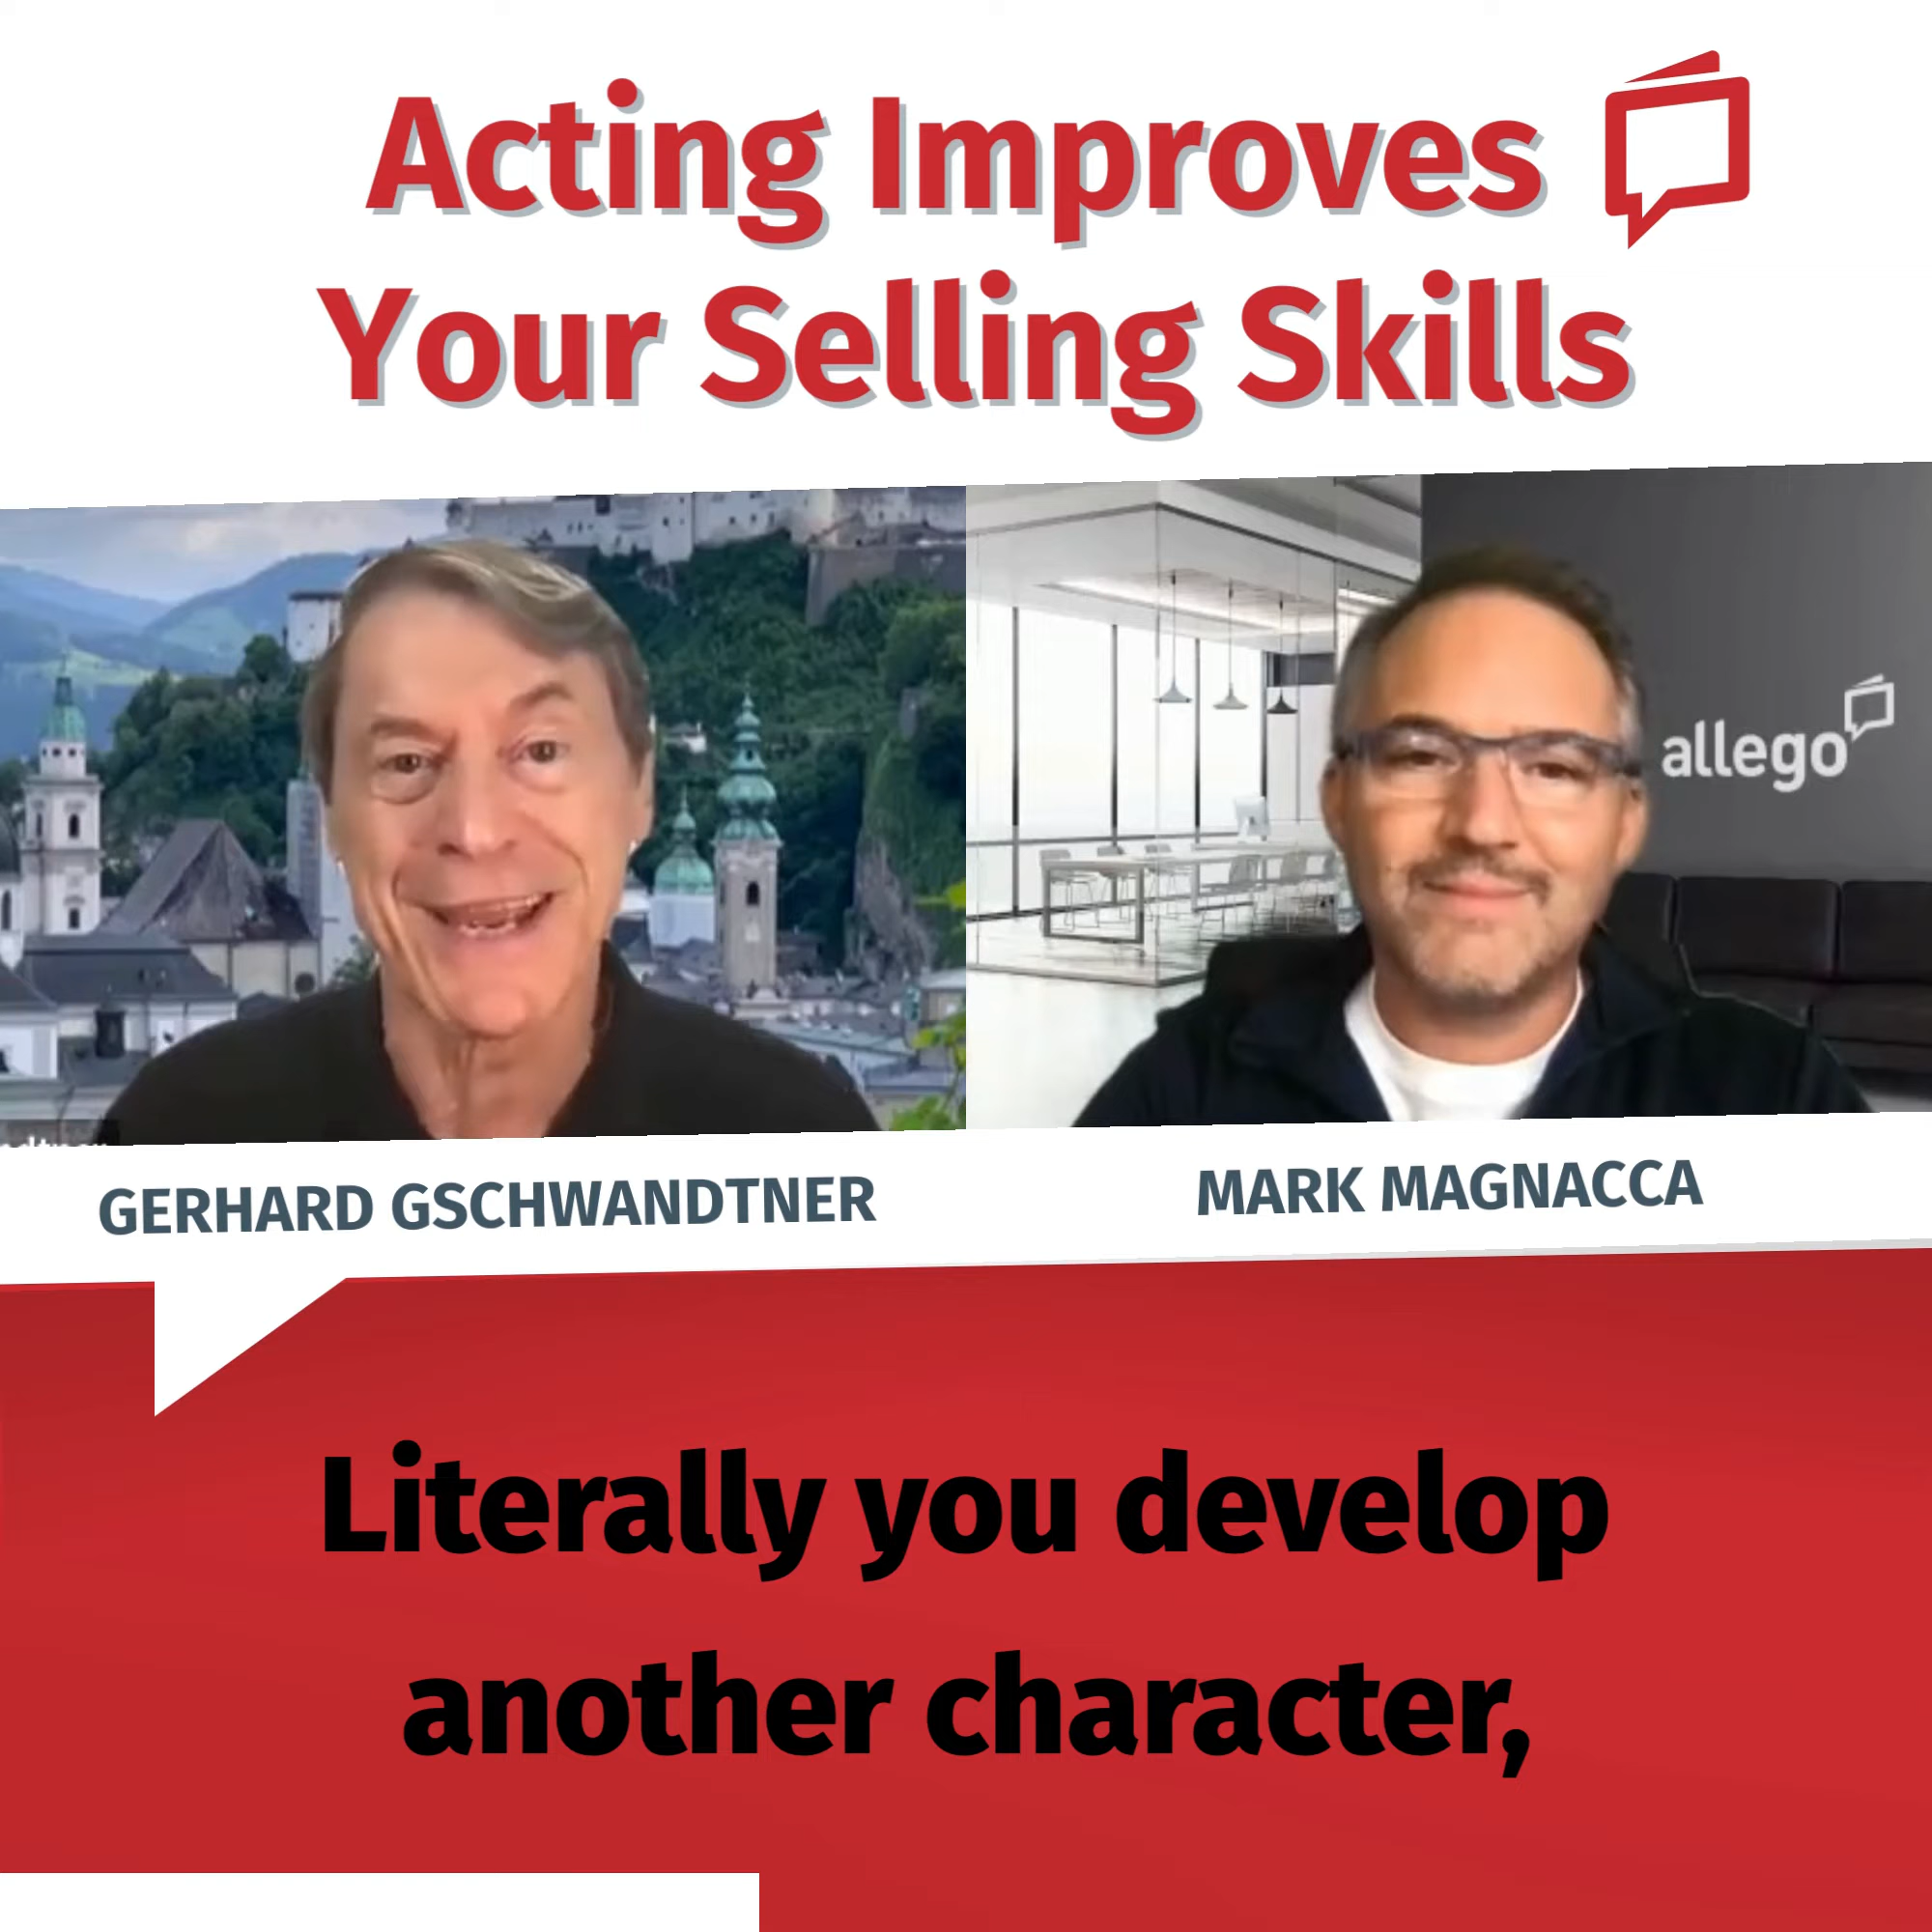 Acting Improves
Your Selling Skills
allego
GERHARD GSCHWANDTNER
MARK MAGNACCA
Literally you develop
another character,